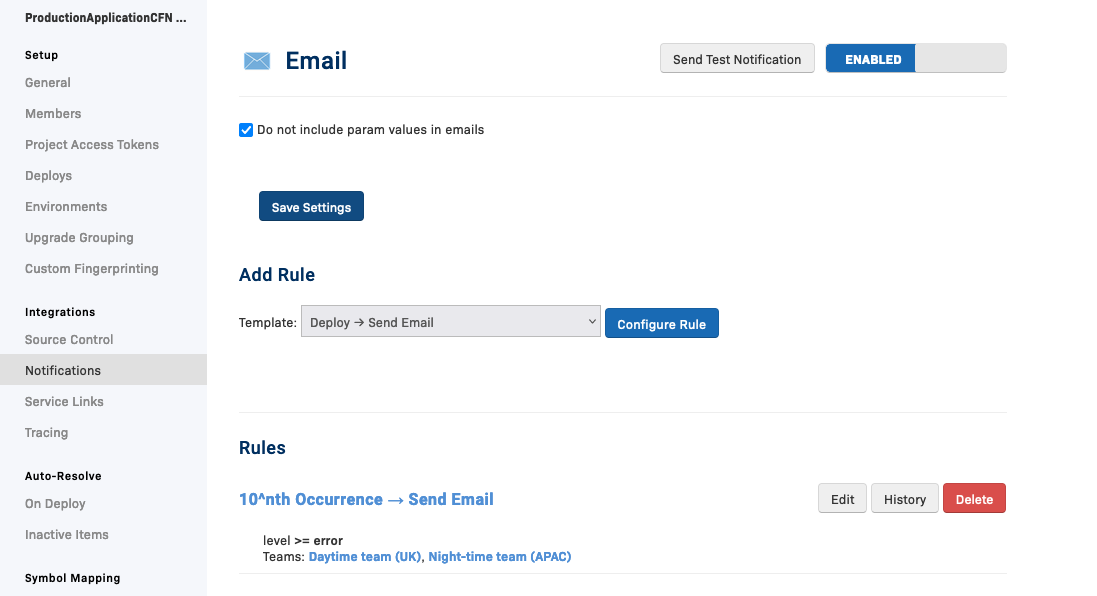 ProductionApplicationCFN ...
Setup
General
Members
Project Access Tokens
Deploys
Environments
Upgrade Grouping
Custom Fingerprinting
Integrations
Source Control
Notifications
Service Links
Tracing
Auto-Resolve
On Deploy
Inactive Items
Symbol Mapping
Email
Send Test Notification
ENABLED
Do not include param values in emails
Save Settings
Add Rule
Template: Deploy → Send Email Configure Rule
Rules
10^nth Occurrence → Send Email
Edit History Delete
level >= error
Teams: Daytime team (UK), Night-time team (APAC)